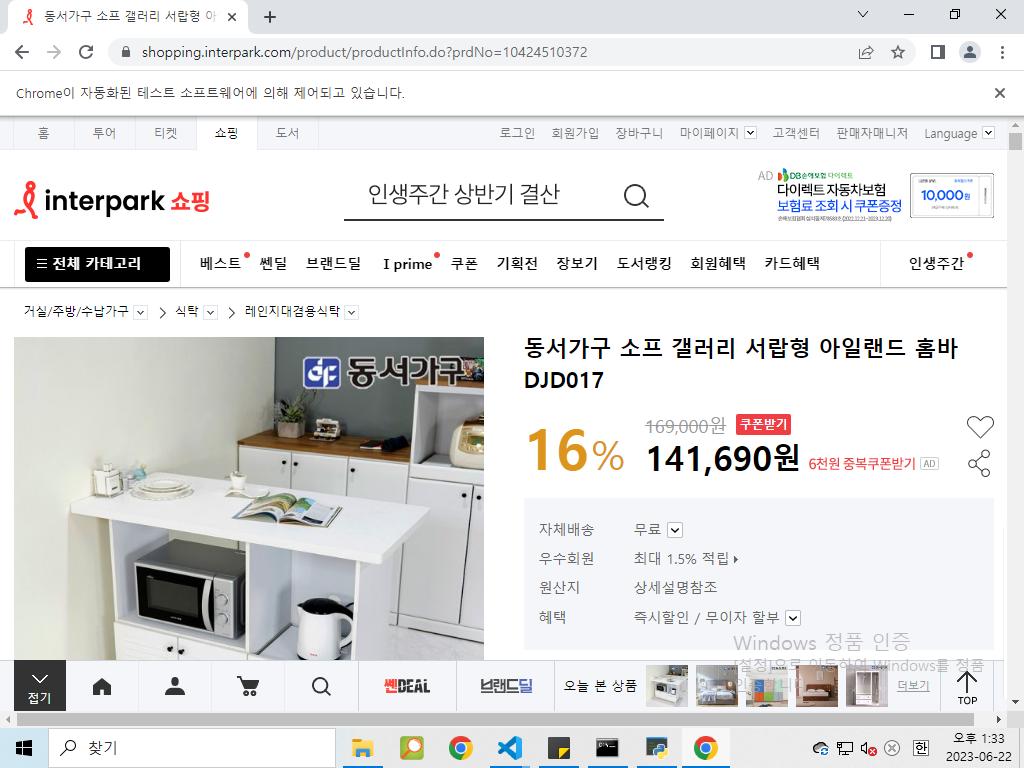 동서가구 소프 갤러리 서랍형 아
shopping.interpark.com/product/productInfo.do?prdNo=10424510372
Chrome이 자동화된 테스트 소프트웨어에 의해 제어되고 있습니다.
홈 투어 티켓 쇼핑 도서 로그인 회원가입 장바구니 마이페이지 고객센터 판매자매니저 Language
interpark 쇼핑
인생주간 상반기 결산
AD DB손해보험 다이렉트
다이렉트 자동차보험
보험료 조회 시 쿠폰증정
10,000원
전체 카테고리 베스트 쎈딜 브랜드딜 I prime 쿠폰 기획전 장보기 도서랭킹 회원혜택 카드혜택 인생주간
거실/주방/수납가구 식탁 레인지대겸용식탁
df 동서가구
동서가구 소프 갤러리 서랍형 아일랜드 홈바
DJD017
16% 169,000원 쿠폰받기
141,690원 6천원 중복쿠폰받기 AD
자체배송 무료
우수회원 최대 1.5% 적립
원산지 상세설명참조
혜택 즉시할인 / 무이자 할부
Windows 정품 인증
[설정]으로 이동하여 Windows를 정품
접기
쎈DEAL 브랜드딜 오늘 본 상품 더보기 TOP
찾기
한
오후 1:33
2023-06-22